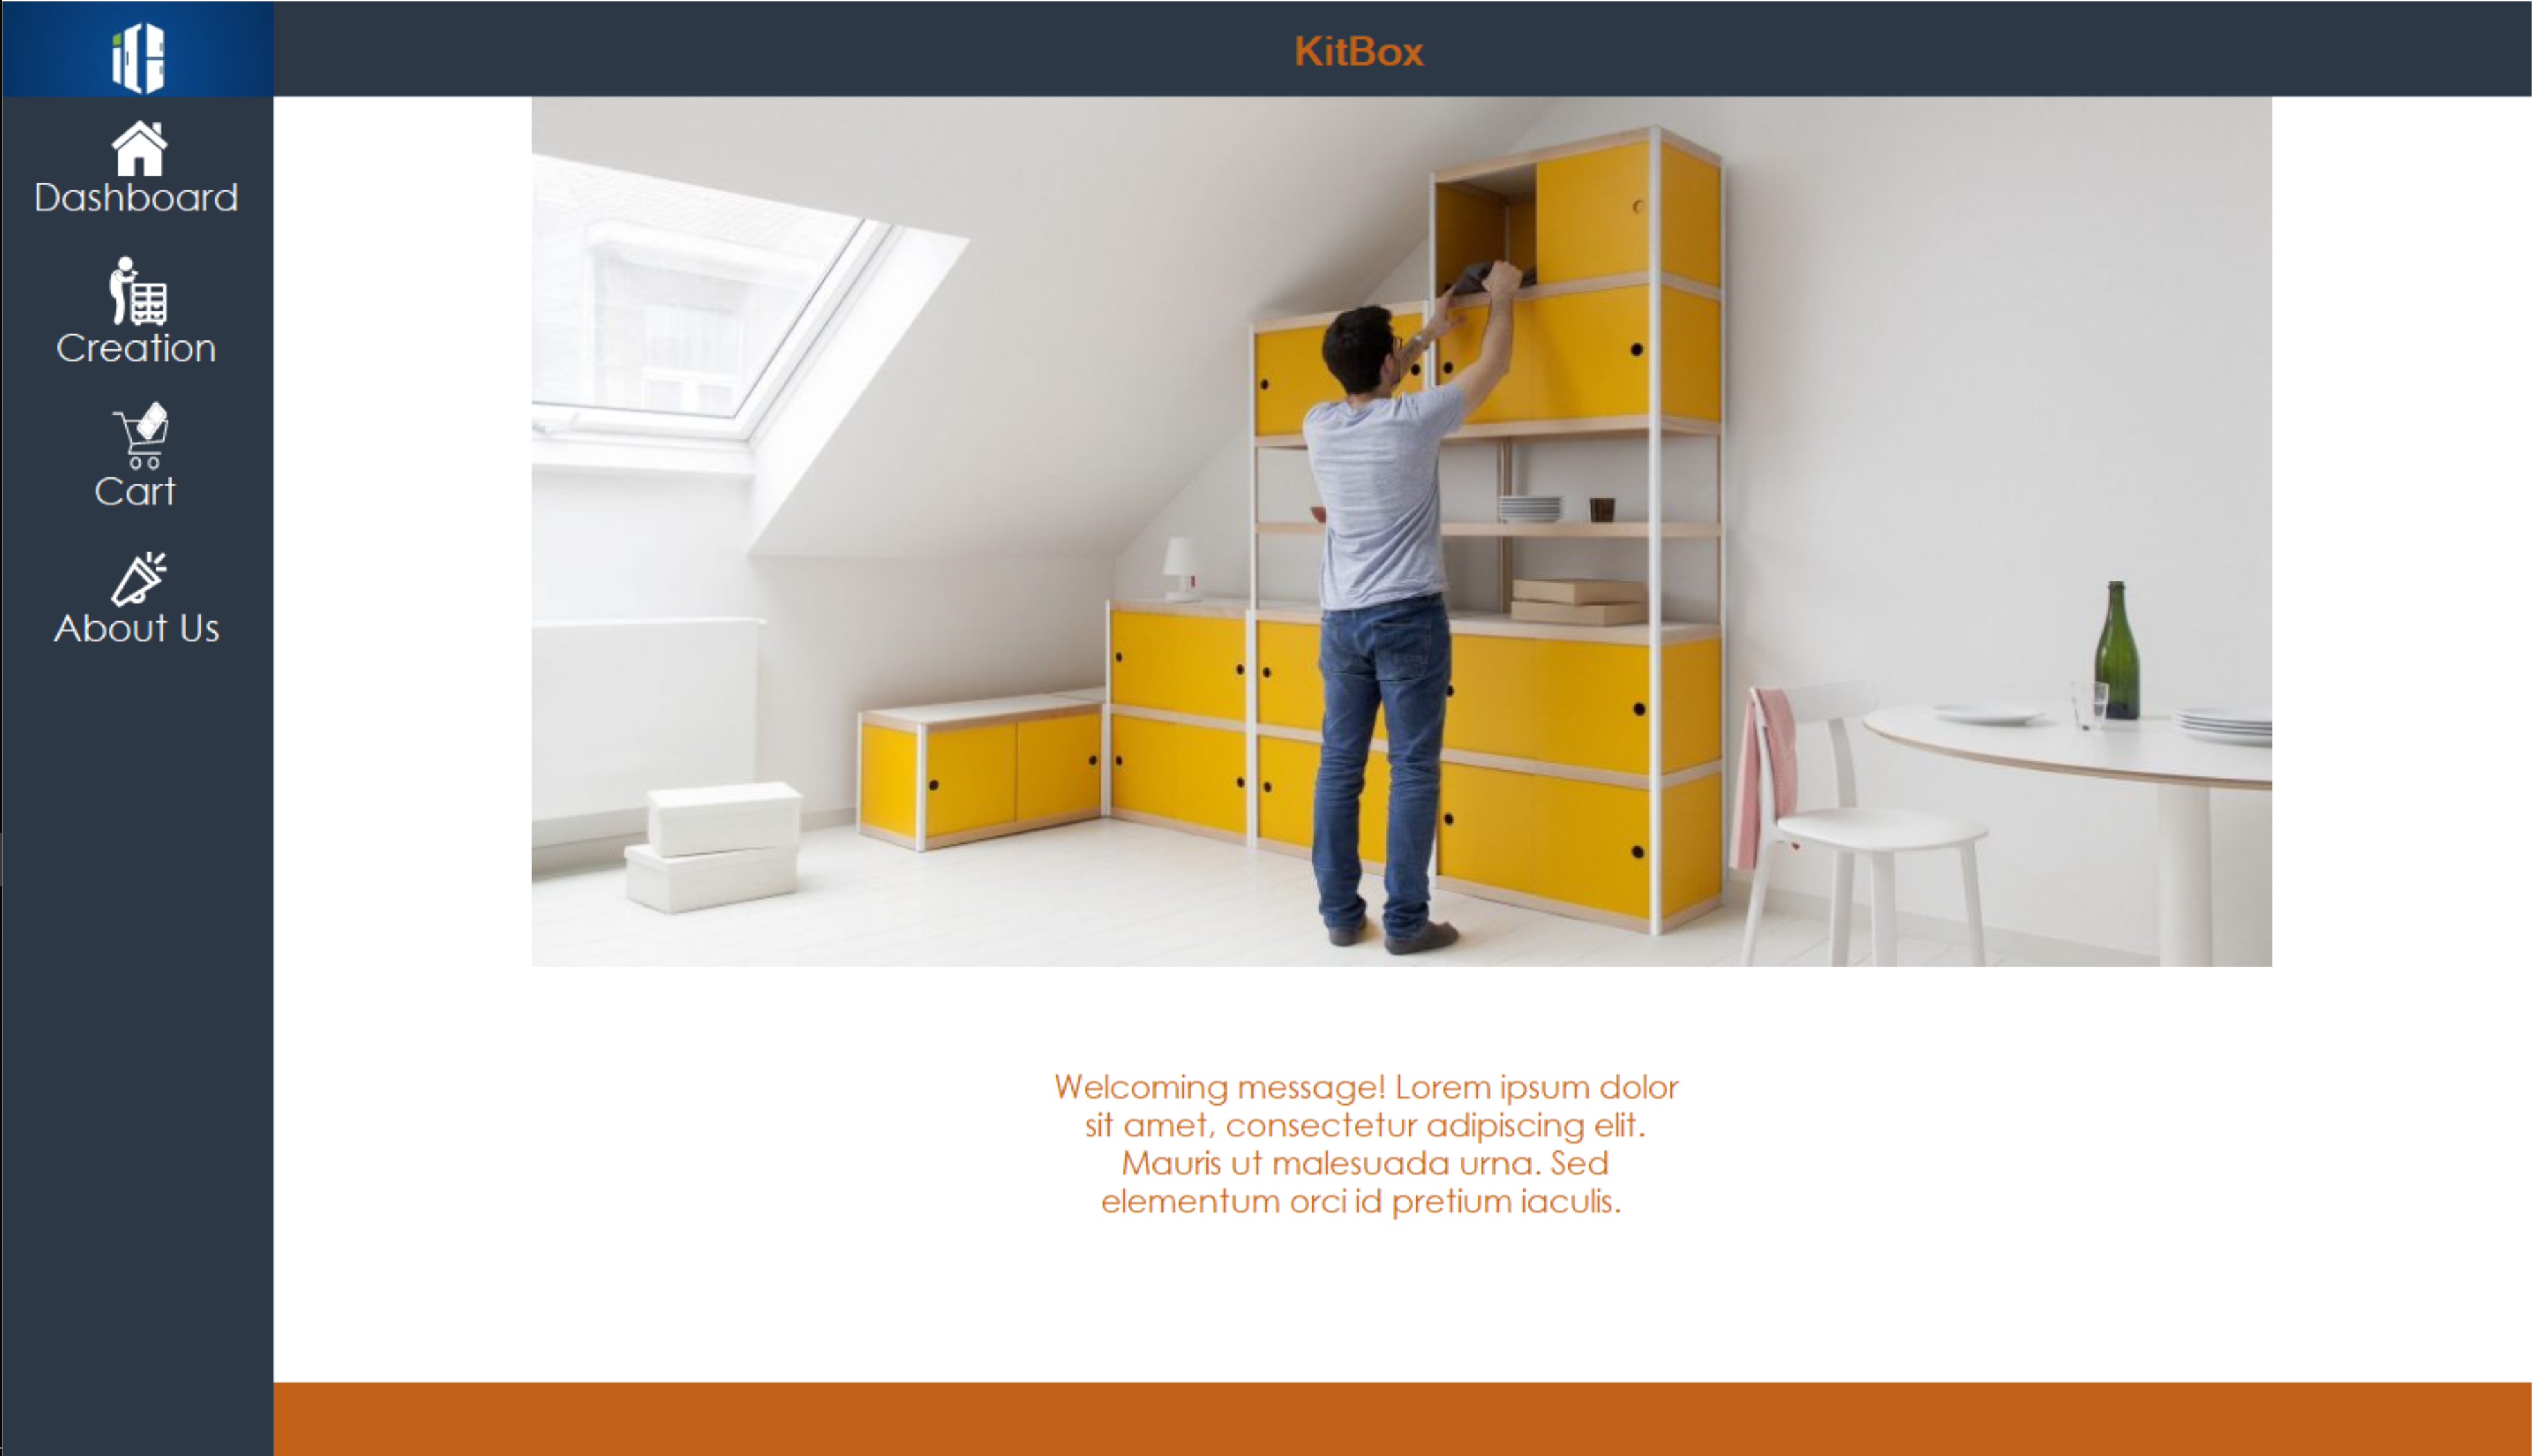 KitBox
Dashboard
Creation
Cart
About Us
Welcoming message! Lorem ipsum dolor
sit amet, consectetur adipiscing elit.
Mauris ut malesuada urna. Sed
elementum orci id pretium iaculis.